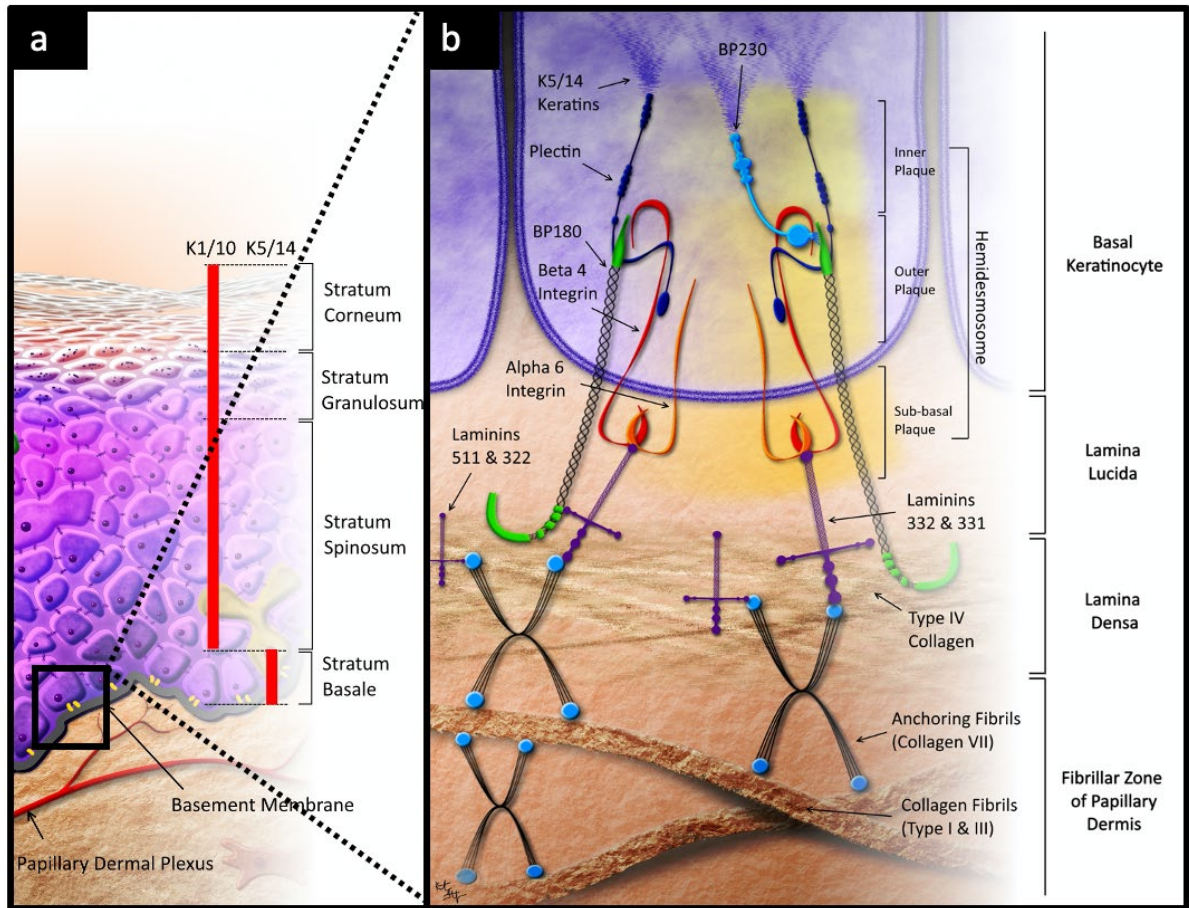 a
K1/10 K5/14
Stratum
Corneum
Stratum
Granulosum
Stratum
Spinosum
Stratum
Basale
Basement Membrane
Papillary Dermal Plexus
b
BP230
K5/14
Keratins
Plectin
BP180
Beta 4
Integrin
Alpha 6
Integrin
Laminins
511 & 322
Inner
Plaque
Outer
Plaque
Sub-basal
Plaque
Hemidesmosome
Laminins
332 & 331
Type IV
Collagen
Anchoring Fibrils
(Collagen VII)
Collagen Fibrils
(Type I & III)
Basal
Keratinocyte
Lamina
Lucida
Lamina
Densa
Fibrillar Zone
of Papillary
Dermis